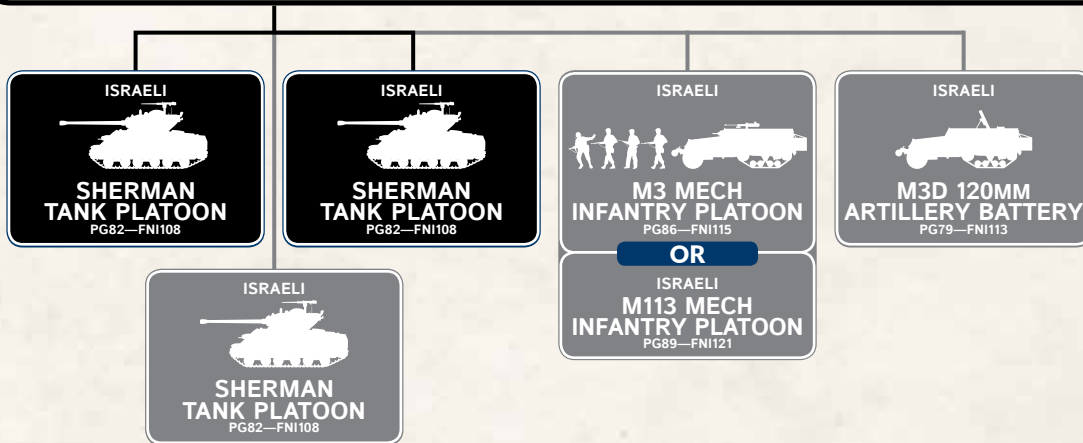 ISRAELI
SHERMAN
TANK PLATOON
PG82—FNI108
ISRAELI
SHERMAN
TANK PLATOON
PG82—FNI108
ISRAELI
M3 MECH
INFANTRY PLATOON
PG86—FNI115
OR
ISRAELI
M113 MECH
INFANTRY PLATOON
PG89—FNI121
ISRAELI
M3D 120MM
ARTILLERY BATTERY
PG79—FNI113
ISRAELI
SHERMAN
TANK PLATOON
PG82—FNI108